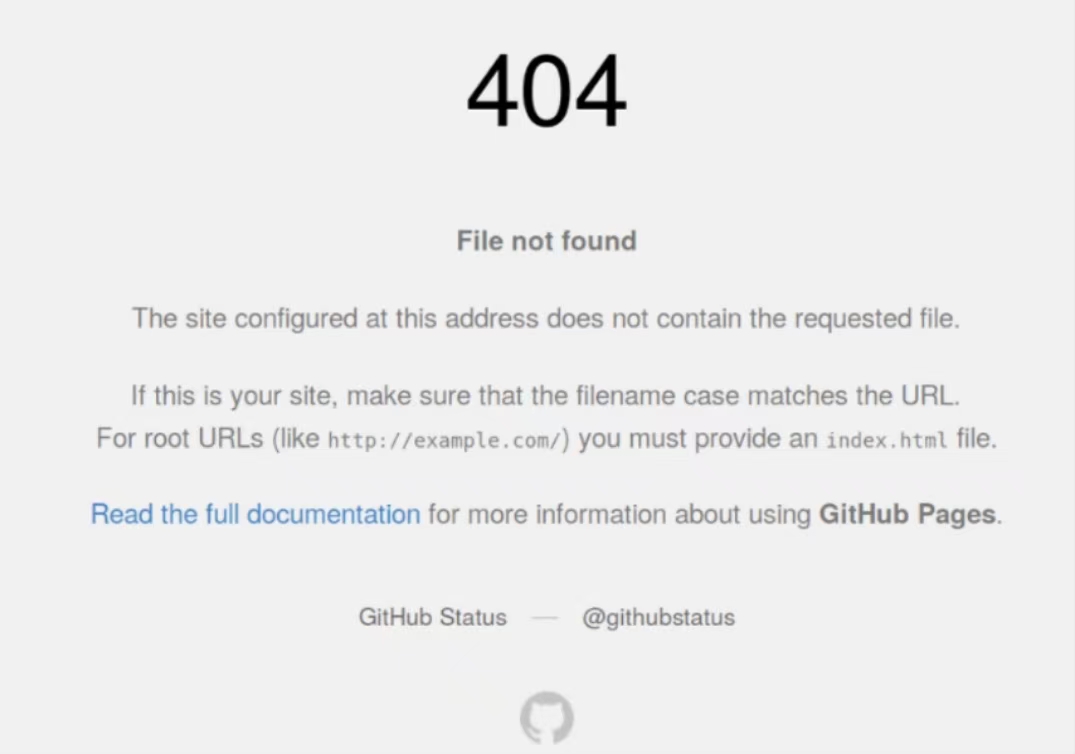 404
File not found
The site configured at this address does not contain the requested file.
If this is your site, make sure that the filename case matches the URL.
For root URLs (like http://example.com/) you must provide an index.html file.
Read the full documentation for more information about using GitHub Pages.
GitHub Status — @githubstatus